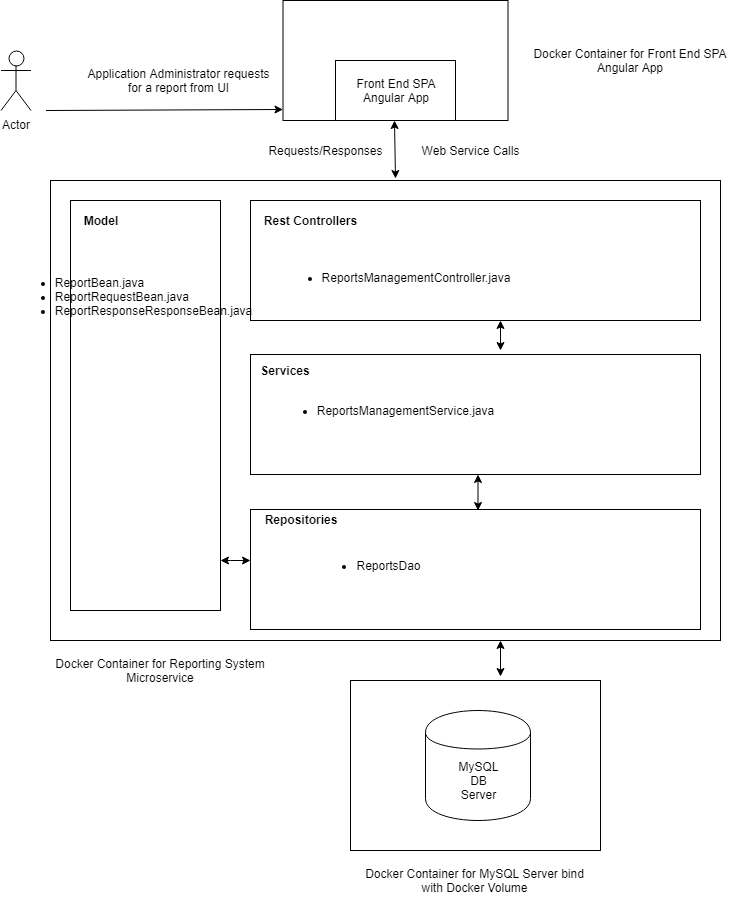 Docker Container for Front End SPA
Angular App
Application Administrator requests
for a report from UI
Front End SPA
Angular App
Actor
Requests/Responses
Web Service Calls
Model
Rest Controllers
• ReportsManagementController.java
• ReportBean.java
• ReportRequestBean.java
• ReportResponseResponseBean.java
Services
• ReportsManagementService.java
Repositories
• ReportsDao
Docker Container for Reporting System
Microservice
MySQL
DB
Server
Docker Container for MySQL Server bind
with Docker Volume